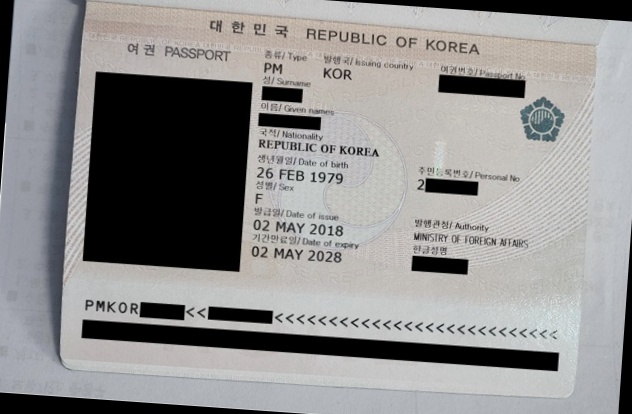 대한민국 REPUBLIC OF KOREA
여권 PASSPORT
종류/ Type 발행국/ Issuing country 여권번호/ Passport No.
PM KOR
성/ Surname
이름/ Given names
국적/ Nationality
REPUBLIC OF KOREA
생년월일/ Date of birth 주민등록번호/ Personal No.
26 FEB 1979 2
성별/ Sex
F
발급일/ Date of issue 발행관청/ Authority
02 MAY 2018 MINISTRY OF FOREIGN AFFAIRS
기간만료일/ Date of expiry 한글성명
02 MAY 2028
PMKOR <<  <<<<<<<<<<<<<<<<<<<<<<<<<<<